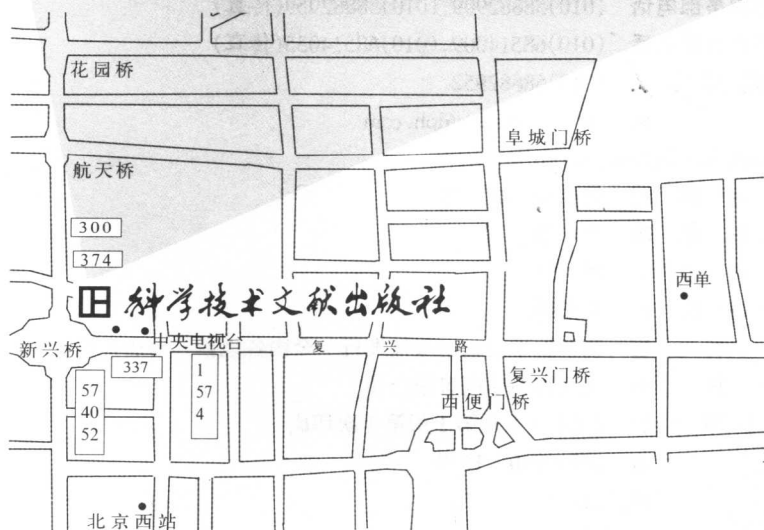 花园桥
阜城门桥
航天桥
300
374
西单
科学技术文献出版社
中央电视台
新兴桥
复兴路
337
1
57
4
57
40
52
复兴门桥
西便门桥
北京西站